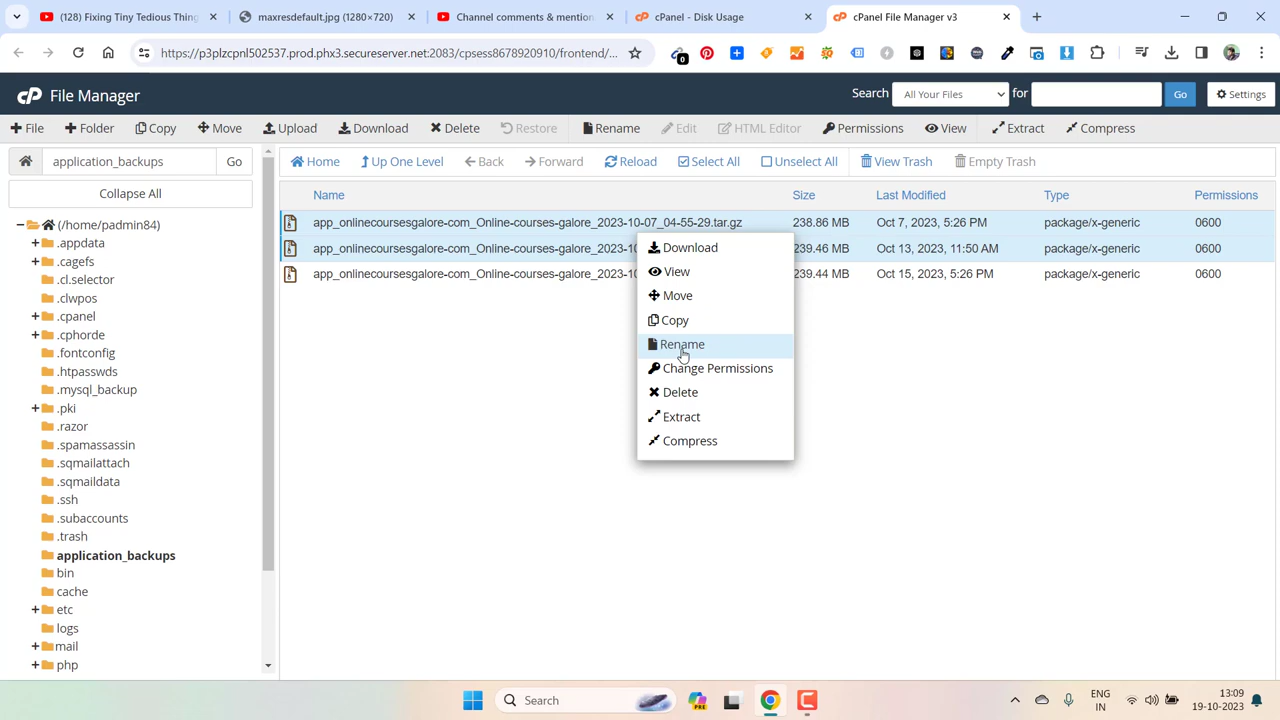 (128) Fixing Tiny Tedious Thing
maxresdefault.jpg (1280×720)
Channel comments & mention
cPanel - Disk Usage
cPanel File Manager v3
https://p3plzcpnl502537.prod.phx3.secureserver.net:2083/cpsess8678920910/frontend/...
0
cP File Manager
Search
All Your Files
for
Go
Settings
File
Folder
Copy
Move
Upload
Download
Delete
Restore
Rename
Edit
HTML Editor
Permissions
View
Extract
Compress
application_backups
Go
Home
Up One Level
Back
Forward
Reload
Select All
Unselect All
View Trash
Empty Trash
Collapse All
Name
Size
Last Modified
Type
Permissions
app_onlinecoursesgalore-com_Online-courses-galore_2023-10-07_04-55-29.tar.gz
238.86 MB
Oct 7, 2023, 5:26 PM
package/x-generic
0600
app_onlinecoursesgalore-com_Online-courses-galore_2023-10
239.46 MB
Oct 13, 2023, 11:50 AM
package/x-generic
0600
app_onlinecoursesgalore-com_Online-courses-galore_2023-10
239.44 MB
Oct 15, 2023, 5:26 PM
package/x-generic
0600
Download
View
Move
Copy
Rename
Change Permissions
Delete
Extract
Compress
(/home/padmin84)
.appdata
.cagefs
.cl.selector
.clwpos
.cpanel
.cphorde
.fontconfig
.htpasswds
.mysql_backup
.pki
.razor
.spamassassin
.sqmailattach
.sqmaildata
.ssh
.subaccounts
.trash
application_backups
bin
cache
etc
logs
mail
php
Search
PRE
ENG
IN
13:09
19-10-2023